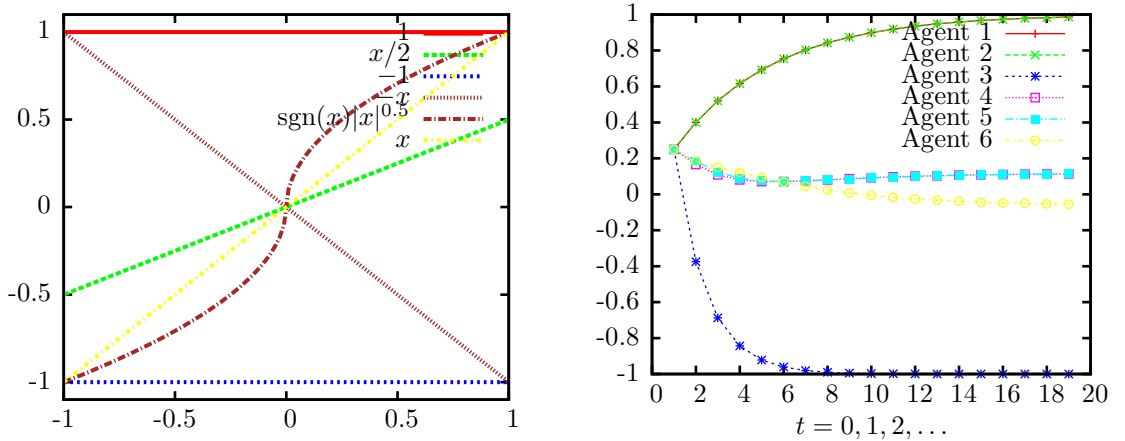 1
0.5
0
-0.5
-1
-1 -0.5 0 0.5 1
1
x/2
−1
−x
sgn(x)|x|^0.5
x
1
0.8
0.6
0.4
0.2
0
-0.2
-0.4
-0.6
-0.8
-1
0 2 4 6 8 10 12 14 16 18 20
t = 0, 1, 2, . . .
Agent 1
Agent 2
Agent 3
Agent 4
Agent 5
Agent 6